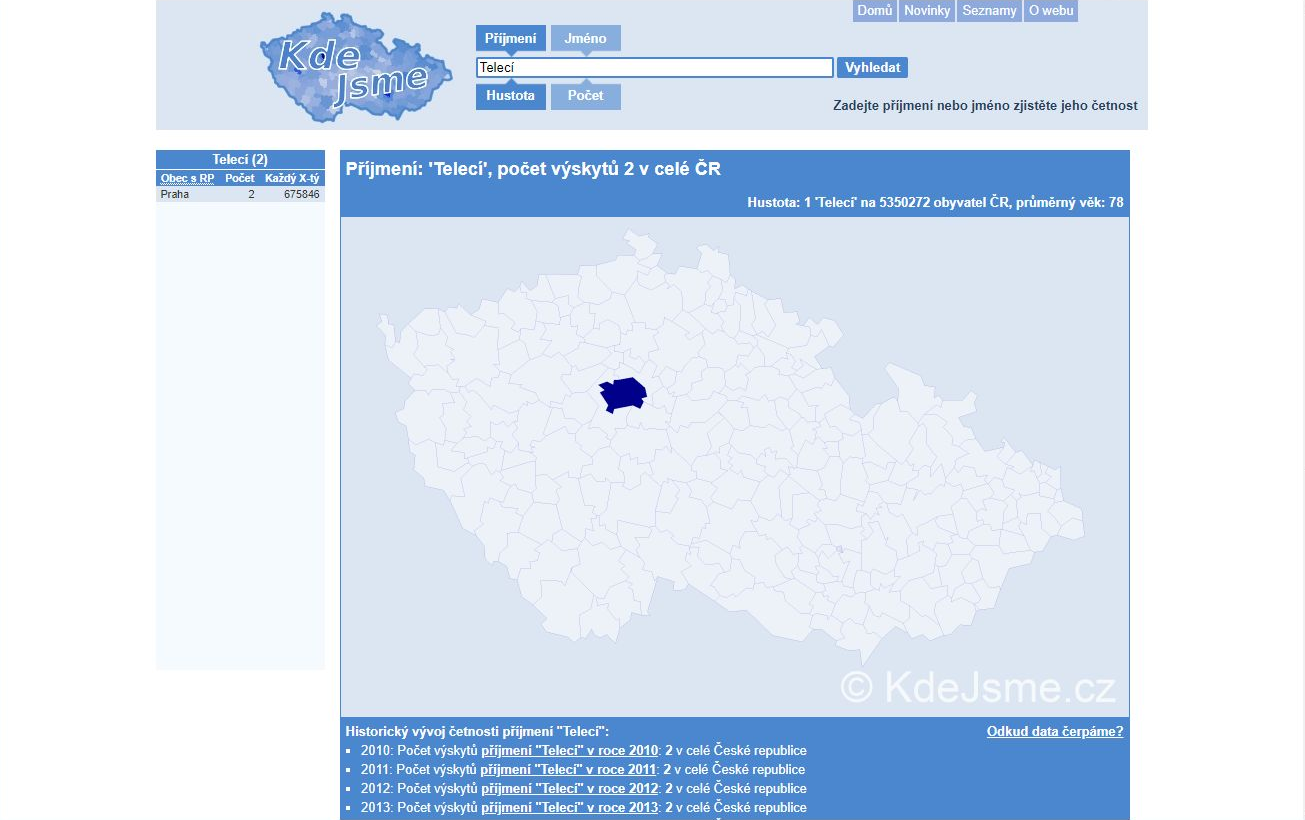 Domů Novinky Seznamy O webu
Kde
Jsme
Příjmení Jméno
Telecí
Vyhledat
Hustota Počet
Zadejte příjmení nebo jméno zjistěte jeho četnost
Telecí (2)
Obec s RP Počet Každý X-tý
Praha 2 675846
Příjmení: 'Telecí', počet výskytů 2 v celé ČR
Hustota: 1 'Telecí' na 5350272 obyvatel ČR, průměrný věk: 78
© KdeJsme.cz
Historický vývoj četnosti příjmení "Telecí": Odkud data čerpáme?
2010: Počet výskytů příjmení "Telecí" v roce 2010: 2 v celé České republice
2011: Počet výskytů příjmení "Telecí" v roce 2011: 2 v celé České republice
2012: Počet výskytů příjmení "Telecí" v roce 2012: 2 v celé České republice
2013: Počet výskytů příjmení "Telecí" v roce 2013: 2 v celé České republice